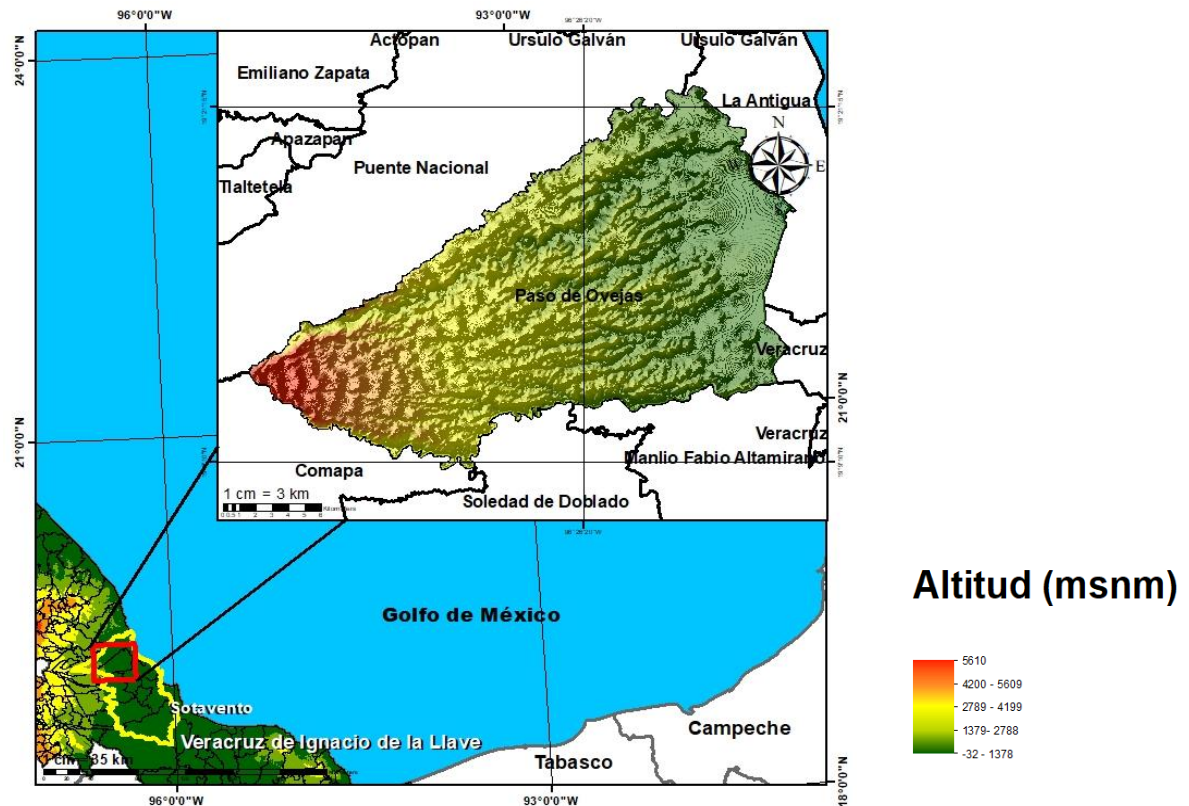 96°0'0"W
93°0'0"W
24°0'0"N
Actopan
Ursulo Galván
Ursulo Galván
Emiliano Zapata
La Antigua
N
Apazapan
Puente Nacional
W
E
Tlaltetela
Paso de Ovejas
Veracruz
21°0'0"N
21°0'0"N
Veracruz
Manlio Fabio Altamirano
Comapa
1 cm = 3 km
Soledad de Doblado
Altitud (msnm)
Golfo de México
5610
4200 - 5609
2789 - 4199
1379- 2788
-32 - 1378
Sotavento
Campeche
Veracruz de Ignacio de la Llave
Tabasco
1 cm = 35 km
18°0'0"N
96°0'0"W
93°0'0"W